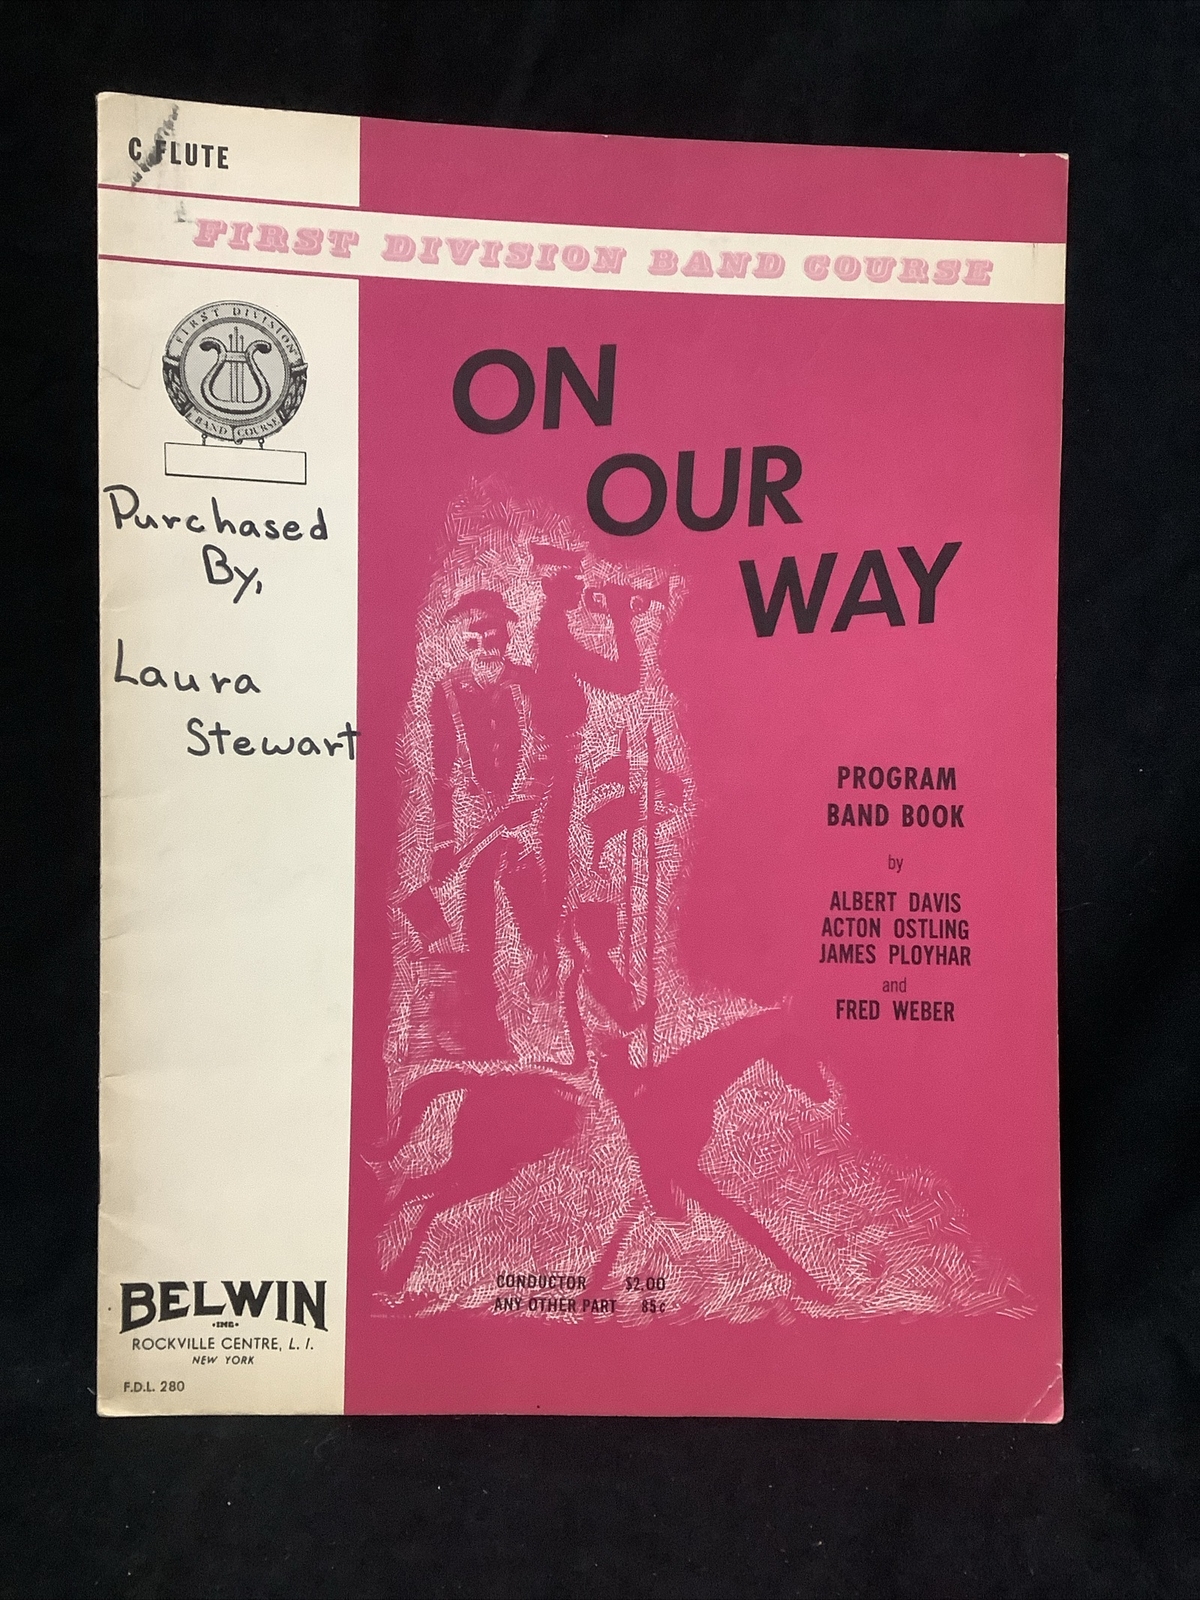 C FLUTE
FIRST DIVISION BAND COURSE
FIRST DIVISION
BAND COURSE
ON
OUR
WAY
Purchased
By,
Laura
Stewart
PROGRAM
BAND BOOK
by
ALBERT DAVIS
ACTON OSTLING
JAMES PLOYHAR
and
FRED WEBER
CONDUCTOR $2.00
ANY OTHER PART 85c
BELWIN
•INC•
ROCKVILLE CENTRE, L. I.
NEW YORK
F.D.L. 280